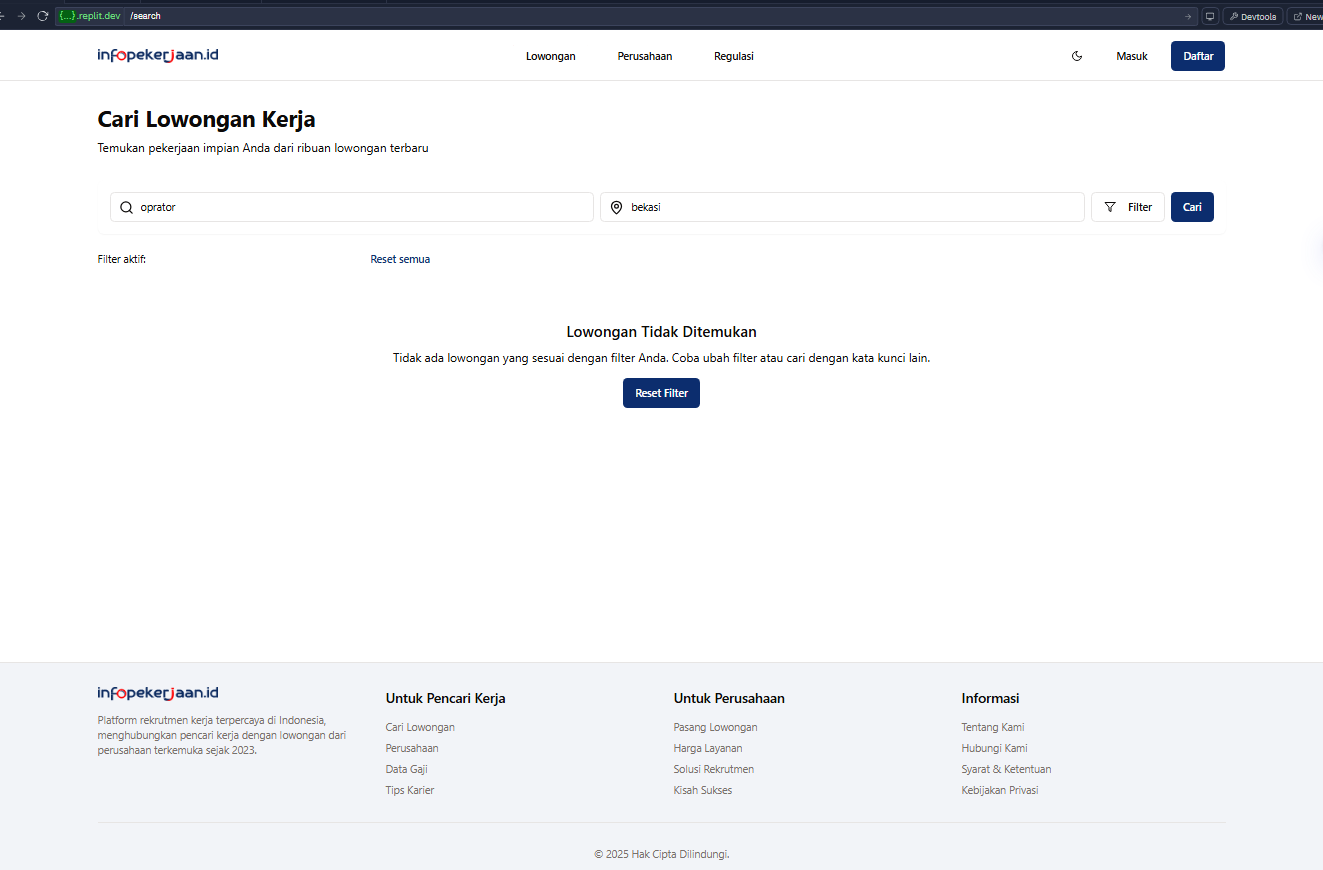 {...}.replit.dev /search Devtools New
infopekerjaan.id Lowongan Perusahaan Regulasi Masuk Daftar
Cari Lowongan Kerja
Temukan pekerjaan impian Anda dari ribuan lowongan terbaru
oprator bekasi Filter Cari
Filter aktif: Reset semua
Lowongan Tidak Ditemukan
Tidak ada lowongan yang sesuai dengan filter Anda. Coba ubah filter atau cari dengan kata kunci lain.
Reset Filter
infopekerjaan.id
Platform rekrutmen kerja terpercaya di Indonesia,
menghubungkan pencari kerja dengan lowongan dari
perusahaan terkemuka sejak 2023.
Untuk Pencari Kerja
Cari Lowongan
Perusahaan
Data Gaji
Tips Karier
Untuk Perusahaan
Pasang Lowongan
Harga Layanan
Solusi Rekrutmen
Kisah Sukses
Informasi
Tentang Kami
Hubungi Kami
Syarat & Ketentuan
Kebijakan Privasi
© 2025 Hak Cipta Dilindungi.